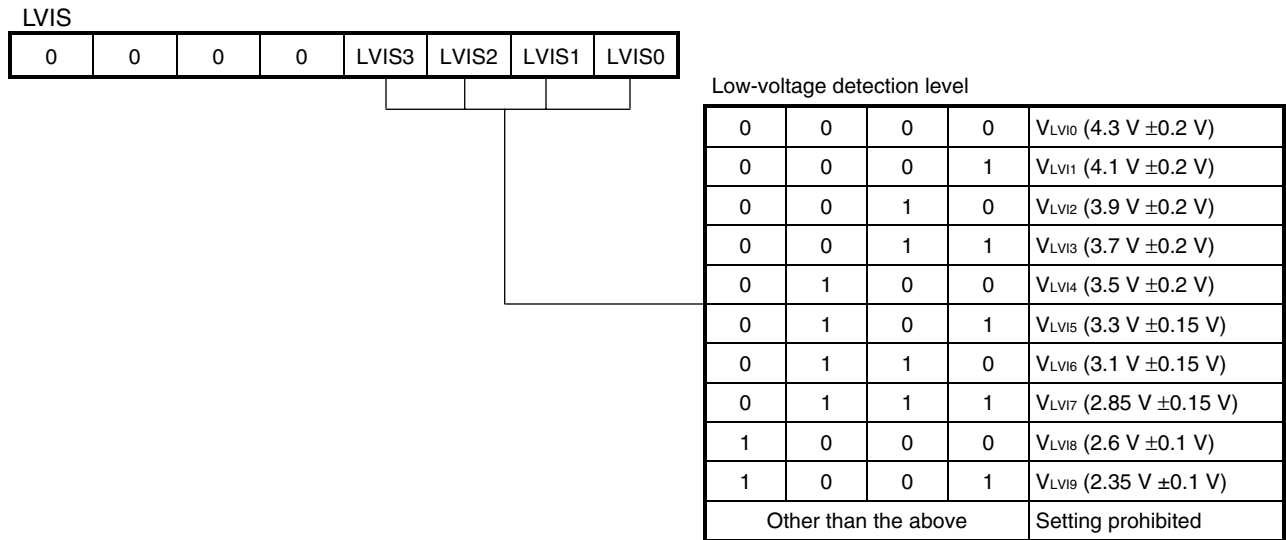 LVIS
0 0 0 0 LVIS3 LVIS2 LVIS1 LVIS0
Low-voltage detection level
0 0 0 0 VLVI0 (4.3 V ±0.2 V)
0 0 0 1 VLVI1 (4.1 V ±0.2 V)
0 0 1 0 VLVI2 (3.9 V ±0.2 V)
0 0 1 1 VLVI3 (3.7 V ±0.2 V)
0 1 0 0 VLVI4 (3.5 V ±0.2 V)
0 1 0 1 VLVI5 (3.3 V ±0.15 V)
0 1 1 0 VLVI6 (3.1 V ±0.15 V)
0 1 1 1 VLVI7 (2.85 V ±0.15 V)
1 0 0 0 VLVI8 (2.6 V ±0.1 V)
1 0 0 1 VLVI9 (2.35 V ±0.1 V)
Other than the above Setting prohibited